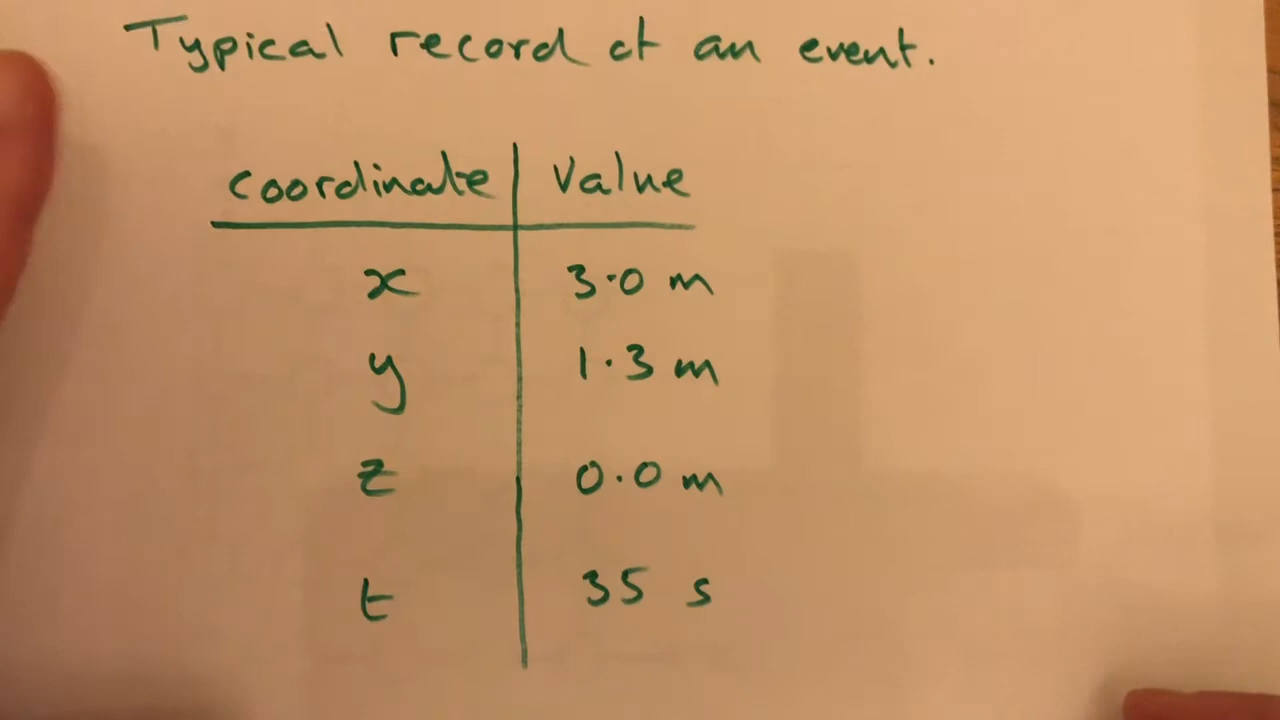 Typical record of an event.
coordinate Value
x 3.0 m
y 1.3 m
z 0.0 m
t 35 s